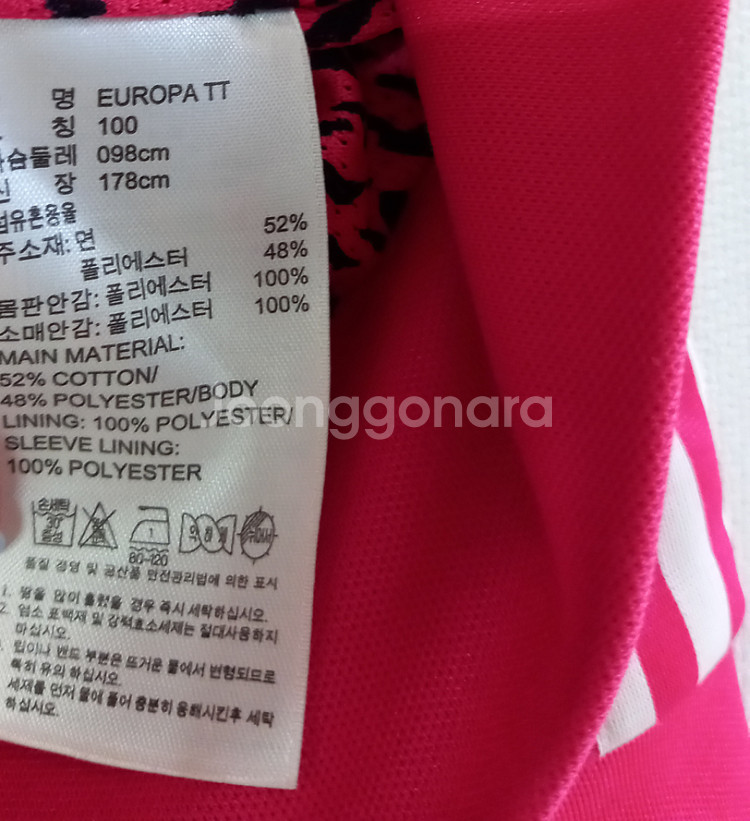 명 EUROPA TT
칭 100
슴둘레 098cm
장 178cm
섬유혼용율
주소재: 면 52%
폴리에스터 48%
몸판안감: 폴리에스터 100%
소매안감: 폴리에스터 100%
MAIN MATERIAL:
52% COTTON/
48% POLYESTER/BODY
LINING: 100% POLYESTER/
SLEEVE LINING:
100% POLYESTER
손세탁
30°
중성
1
80~120
품질 경영 및 공산품 안전관리법에 의한 표시
1. 땀을 많이 흘렸을 경우 즉시 세탁하십시오.
2. 염소 표백제 및 강력효소세제는 절대사용하지
마십시오.
립이나 밴드 부분은 뜨거운 물에서 변형되므로
특히 유의 하십시오.
세제를 먼저 물에 풀어 충분히 용해시킨후 세탁
하십시오.
joonggonara